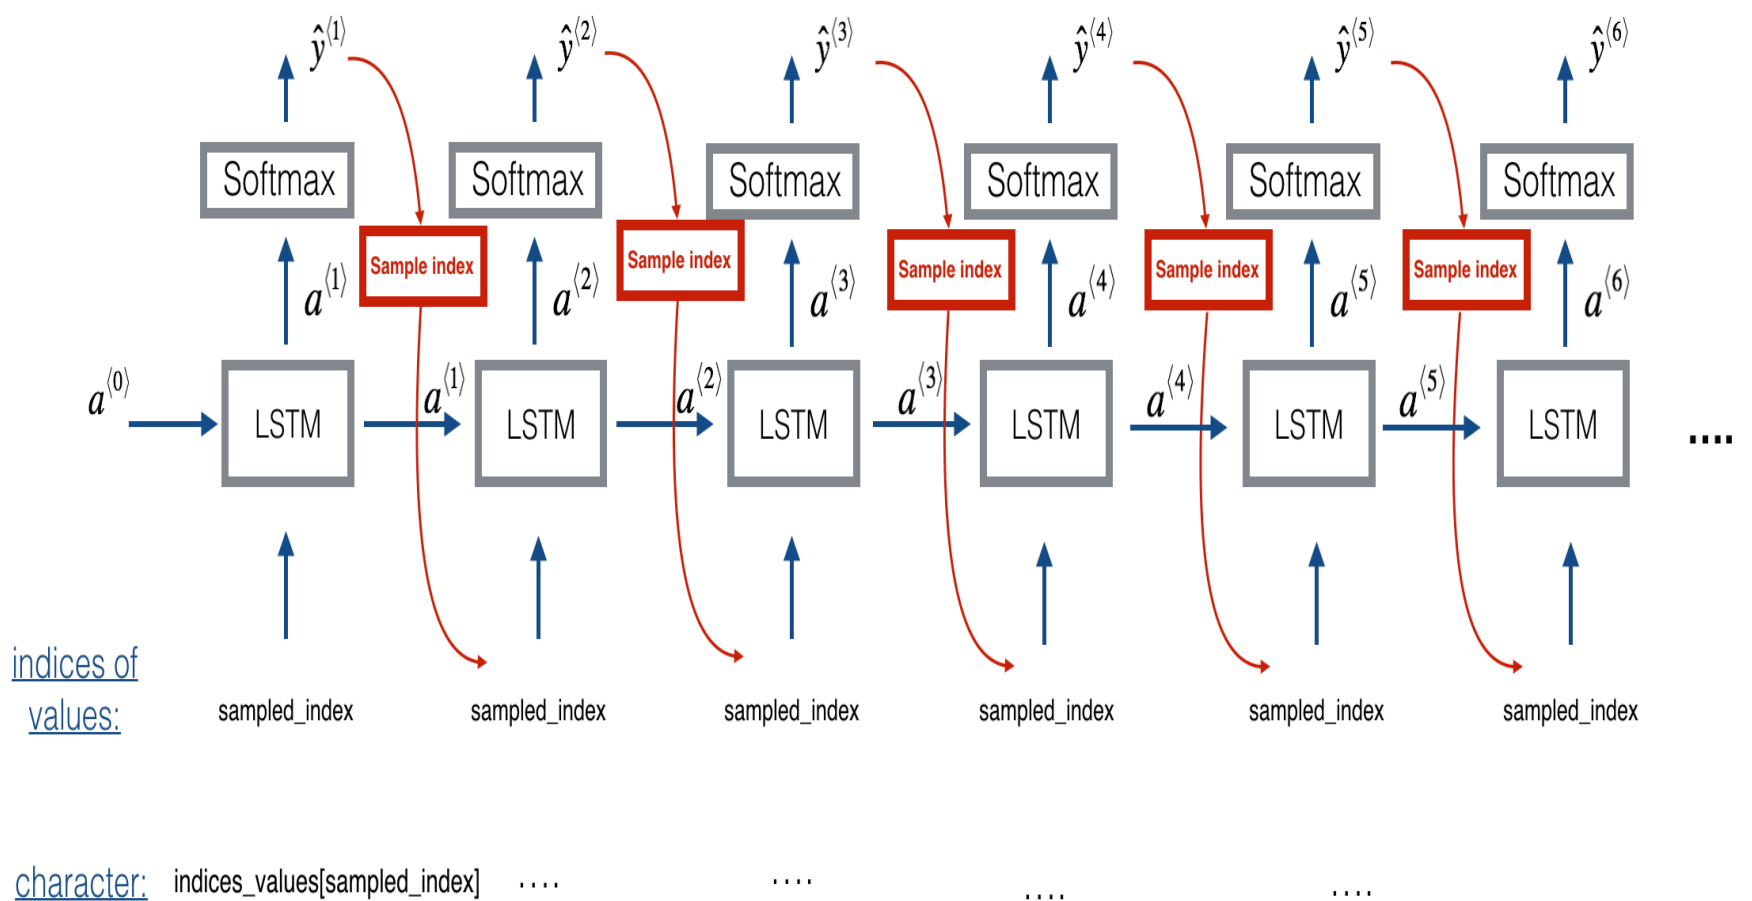 ŷ⟨1⟩ ŷ⟨2⟩ ŷ⟨3⟩ ŷ⟨4⟩ ŷ⟨5⟩ ŷ⟨6⟩
Softmax Softmax Softmax Softmax Softmax Softmax
Sample index Sample index Sample index Sample index Sample index
a⟨1⟩ a⟨2⟩ a⟨3⟩ a⟨4⟩ a⟨5⟩ a⟨6⟩
a⟨0⟩ a⟨1⟩ a⟨2⟩ a⟨3⟩ a⟨4⟩ a⟨5⟩
LSTM LSTM LSTM LSTM LSTM LSTM ....
indices of
values: sampled_index sampled_index sampled_index sampled_index sampled_index sampled_index
character: indices_values[sampled_index] .... .... .... ....